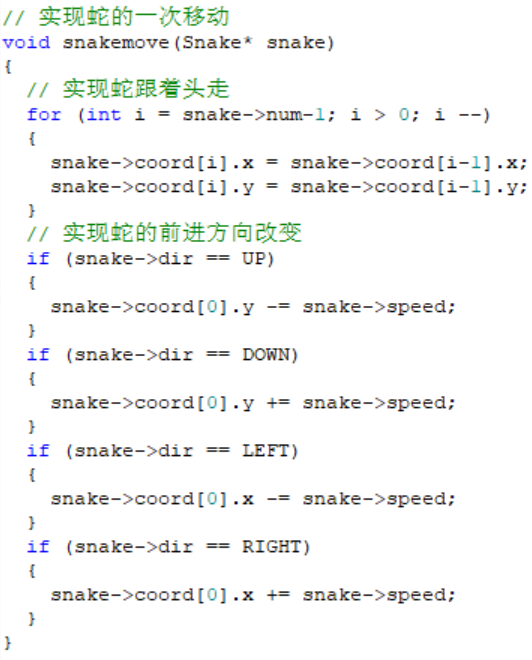 // 实现蛇的一次移动
void snakemove(Snake* snake)
{
  // 实现蛇跟着头走
  for (int i = snake->num-1; i > 0; i --)
  {
    snake->coord[i].x = snake->coord[i-1].x;
    snake->coord[i].y = snake->coord[i-1].y;
  }
  // 实现蛇的前进方向改变
  if (snake->dir == UP)
  {
    snake->coord[0].y -= snake->speed;
  }
  if (snake->dir == DOWN)
  {
    snake->coord[0].y += snake->speed;
  }
  if (snake->dir == LEFT)
  {
    snake->coord[0].x -= snake->speed;
  }
  if (snake->dir == RIGHT)
  {
    snake->coord[0].x += snake->speed;
  }
}